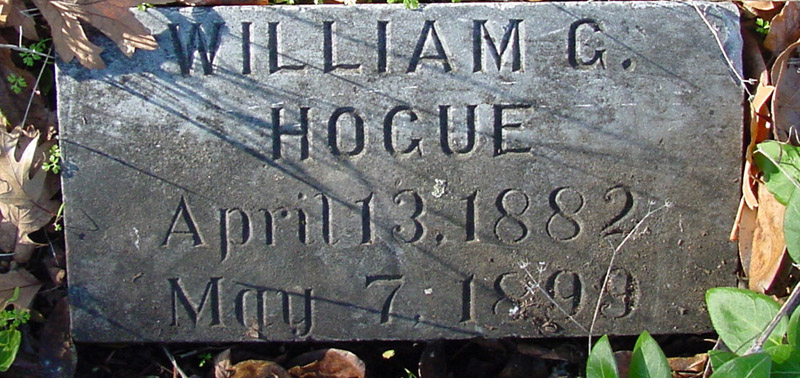 WILLIAM G.
HOGUE
April 13, 1882
May 7, 1899